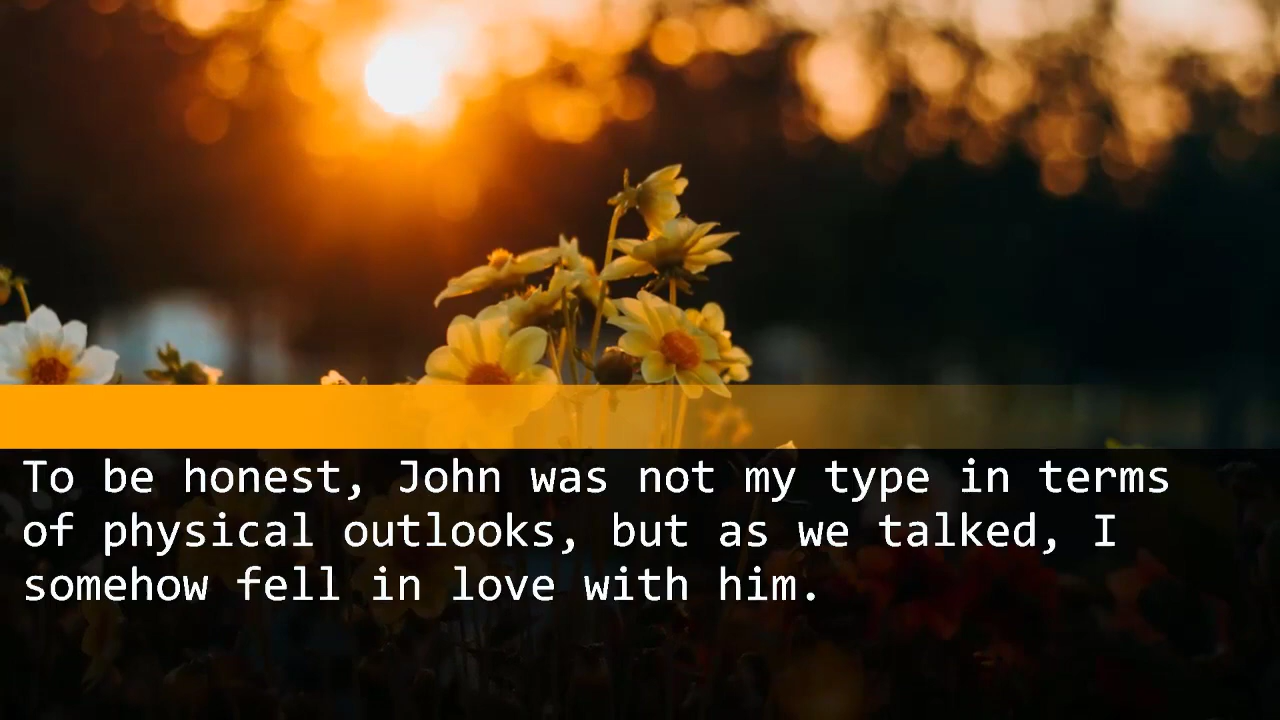 To be honest, John was not my type in terms
of physical outlooks, but as we talked, I
somehow fell in love with him.